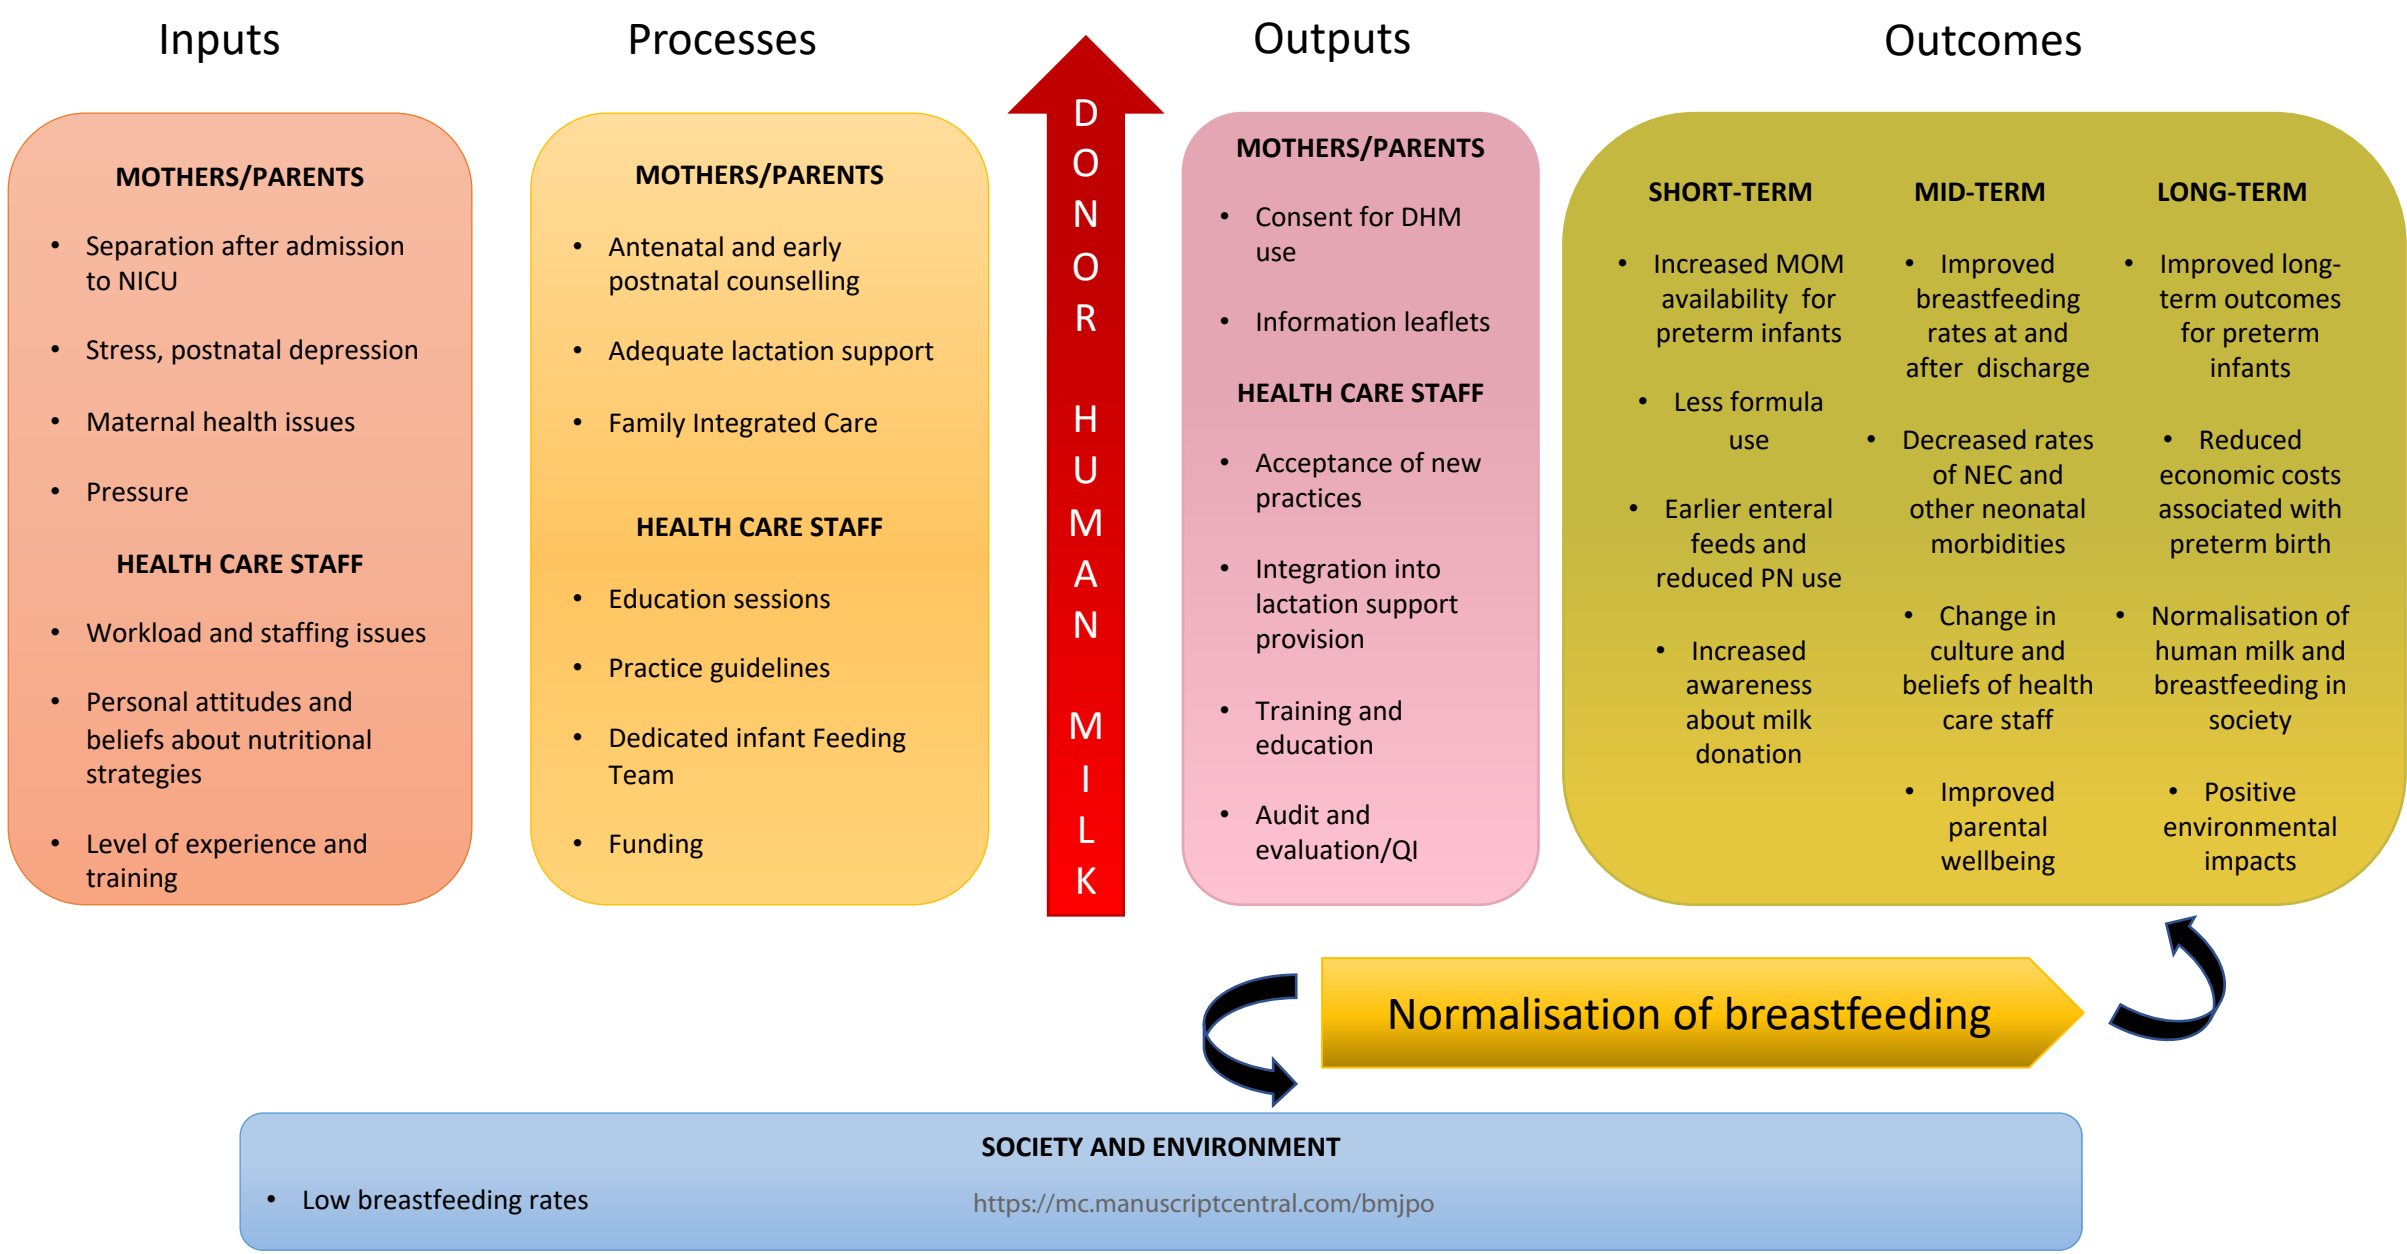 Inputs
MOTHERS/PARENTS
• Separation after admission
to NICU
• Stress, postnatal depression
• Maternal health issues
• Pressure
HEALTH CARE STAFF
• Workload and staffing issues
• Personal attitudes and
beliefs about nutritional
strategies
• Level of experience and
training
Processes
MOTHERS/PARENTS
• Antenatal and early
postnatal counselling
• Adequate lactation support
• Family Integrated Care
HEALTH CARE STAFF
• Education sessions
• Practice guidelines
• Dedicated infant Feeding
Team
• Funding
DONOR HUMAN MILK
Outputs
MOTHERS/PARENTS
• Consent for DHM
use
• Information leaflets
HEALTH CARE STAFF
• Acceptance of new
practices
• Integration into
lactation support
provision
• Training and
education
• Audit and
evaluation/QI
Outcomes
SHORT-TERM
• Increased MOM
availability for
preterm infants
• Less formula
use
• Earlier enteral
feeds and
reduced PN use
• Increased
awareness
about milk
donation
MID-TERM
• Improved
breastfeeding
rates at and
after discharge
• Decreased rates
of NEC and
other neonatal
morbidities
• Change in
culture and
beliefs of health
care staff
• Improved
parental
wellbeing
LONG-TERM
• Improved long-
term outcomes
for preterm
infants
• Reduced
economic costs
associated with
preterm birth
• Normalisation of
human milk and
breastfeeding in
society
• Positive
environmental
impacts
Normalisation of breastfeeding
SOCIETY AND ENVIRONMENT
• Low breastfeeding rates
https://mc.manuscriptcentral.com/bmjpo